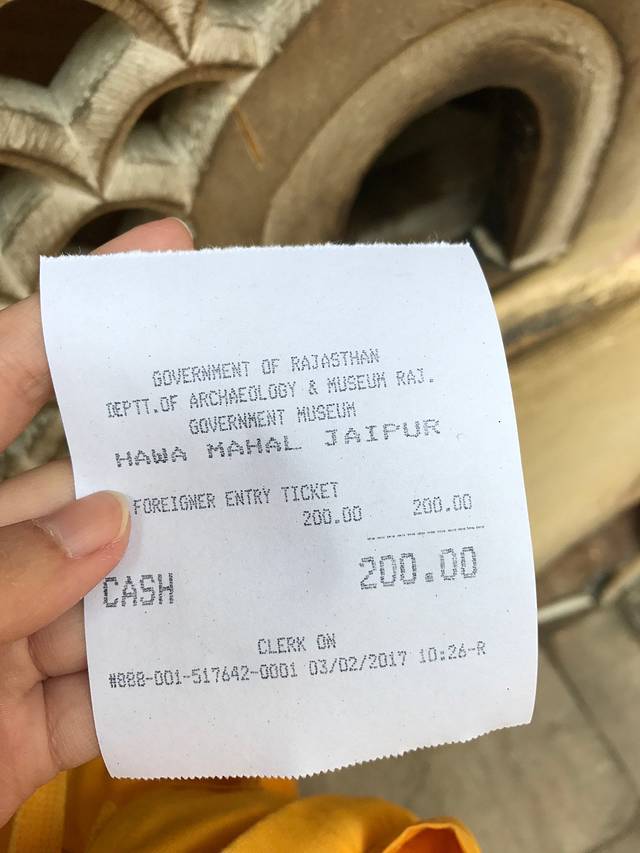 GOVERNMENT OF RAJASTHAN
DEPTT.OF ARCHAEOLOGY & MUSEUM RAJ.
GOVERNMENT MUSEUM
HAWA MAHAL JAIPUR
FOREIGNER ENTRY TICKET
200.00 200.00
CASH 200.00
CLERK ON
#888-001-517642-0001 03/02/2017 10:26-R